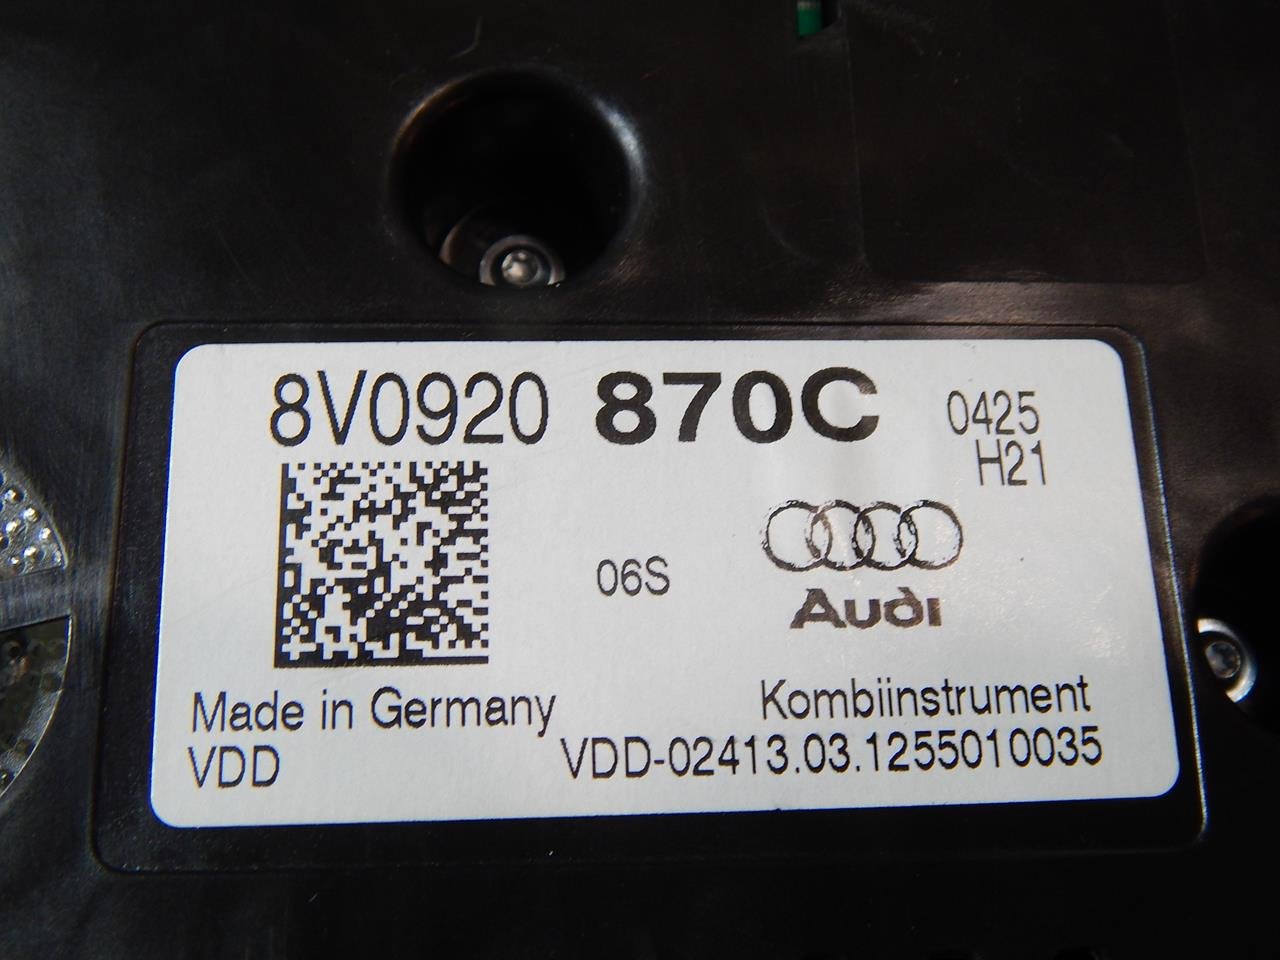 8V0920 870C 0425
H21
06S
Audi
Made in Germany Kombiinstrument
VDD VDD-02413.03.1255010035